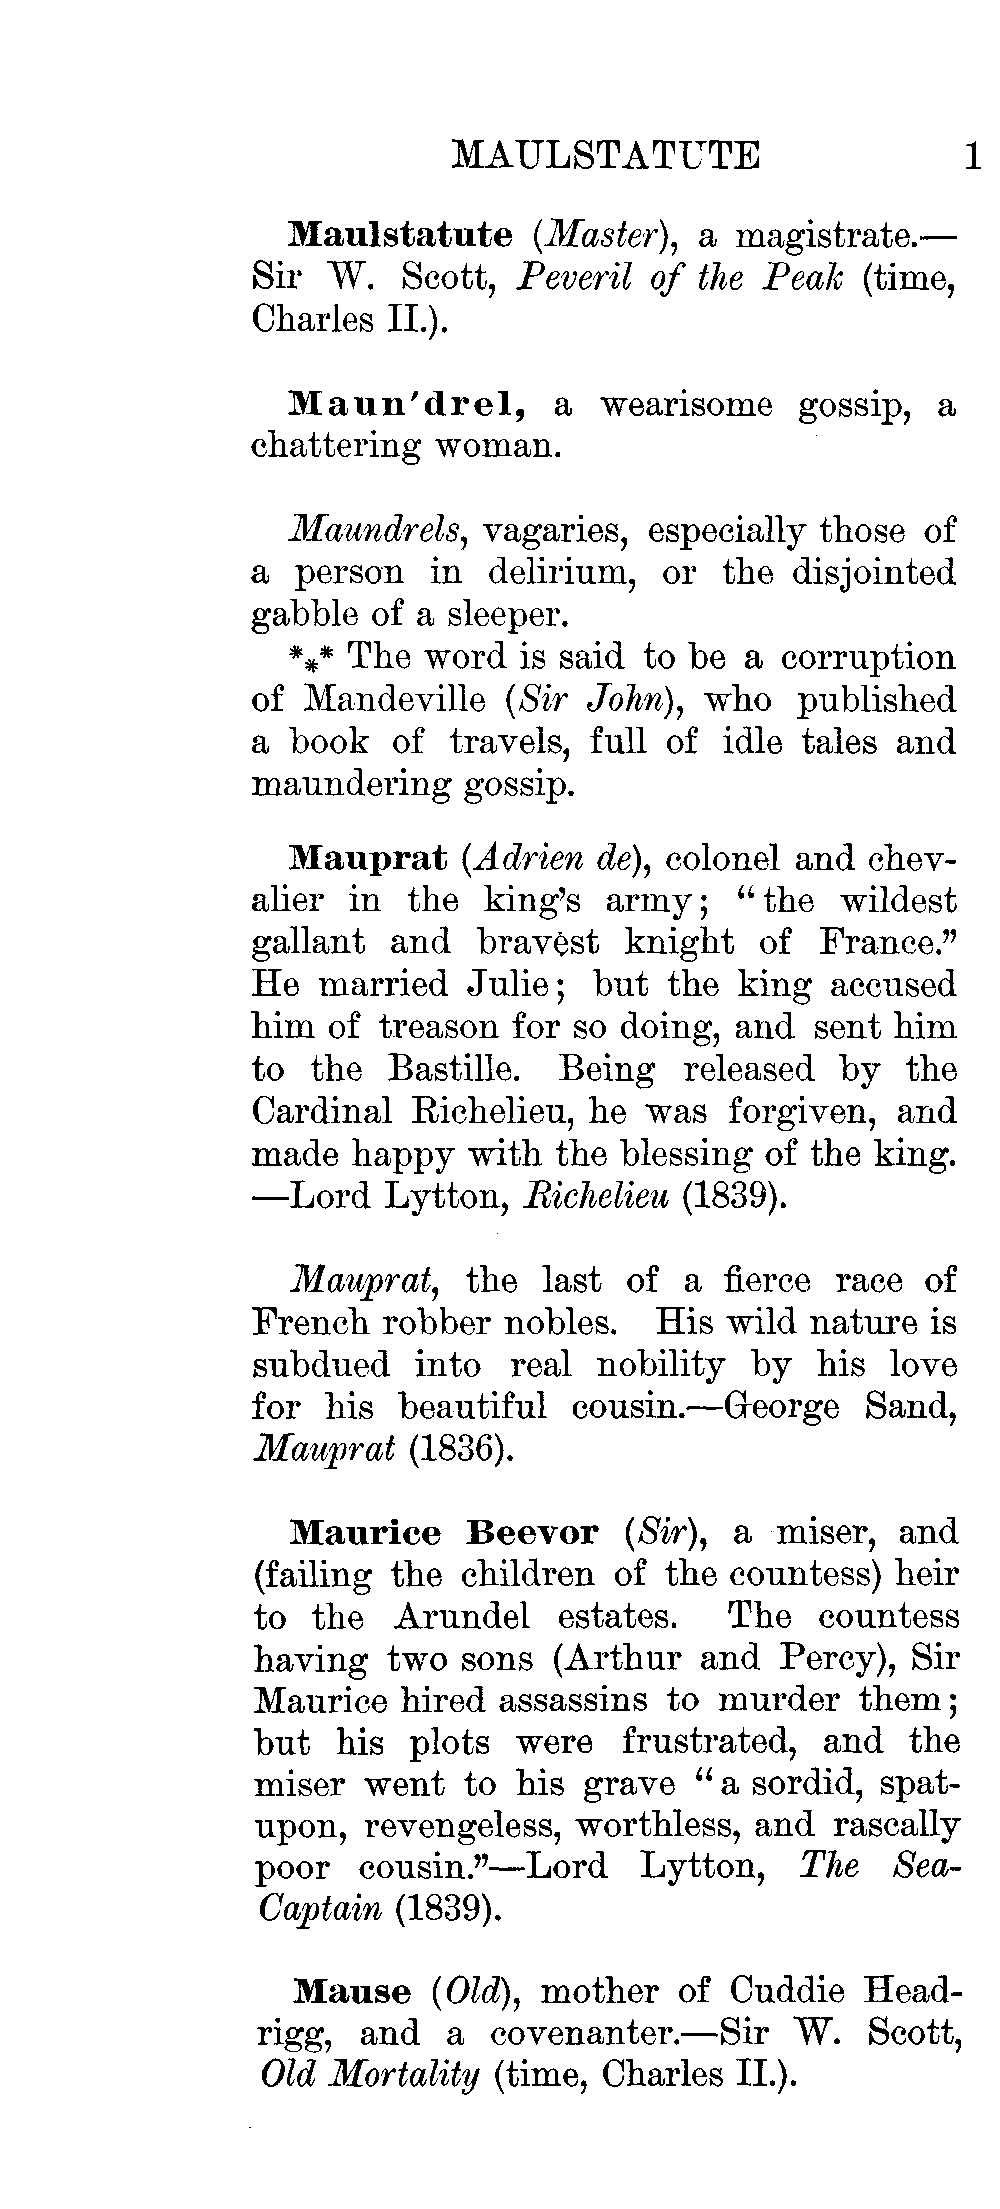 MAULSTATUTE 1
Maulstatute (Master), a magistrate.—
Sir W. Scott, Peveril of the Peak (time,
Charles II.).
Maun'drel, a wearisome gossip, a
chattering woman.
Maundrels, vagaries, especially those of
a person in delirium, or the disjointed
gabble of a sleeper.
*⁎* The word is said to be a corruption
of Mandeville (Sir John), who published
a book of travels, full of idle tales and
maundering gossip.
Mauprat (Adrien de), colonel and chev-
alier in the king's army; "the wildest
gallant and bravest knight of France."
He married Julie; but the king accused
him of treason for so doing, and sent him
to the Bastille. Being released by the
Cardinal Richelieu, he was forgiven, and
made happy with the blessing of the king.
—Lord Lytton, Richelieu (1839).
Mauprat, the last of a fierce race of
French robber nobles. His wild nature is
subdued into real nobility by his love
for his beautiful cousin.—George Sand,
Mauprat (1836).
Maurice Beevor (Sir), a miser, and
(failing the children of the countess) heir
to the Arundel estates. The countess
having two sons (Arthur and Percy), Sir
Maurice hired assassins to murder them;
but his plots were frustrated, and the
miser went to his grave "a sordid, spat-
upon, revengeless, worthless, and rascally
poor cousin."—Lord Lytton, The Sea-
Captain (1839).
Mause (Old), mother of Cuddie Head-
rigg, and a covenanter.—Sir W. Scott,
Old Mortality (time, Charles II.).